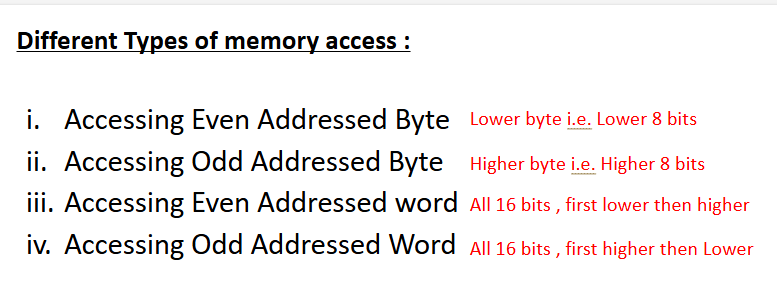 Different Types of memory access :
i. Accessing Even Addressed Byte Lower byte i.e. Lower 8 bits
ii. Accessing Odd Addressed Byte Higher byte i.e. Higher 8 bits
iii. Accessing Even Addressed word All 16 bits , first lower then higher
iv. Accessing Odd Addressed Word All 16 bits , first higher then Lower